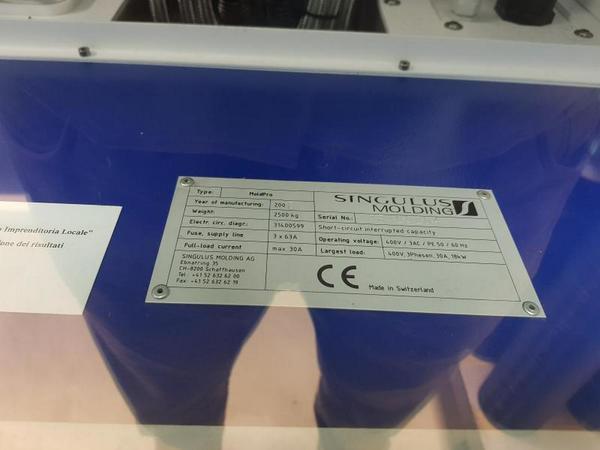 Imprenditoria Locale"
one dei risultati
Type: MoldPro
Year of manufacturing: 200
Weight: 2500 kg
Electr. circ. diagr.: 31400599
Fuse, supply line 3 x 63A
Full-load current max 30A
SINGULUS MOLDING AG
Ebnatring 35
CH-8200 Schaffhausen
Tel. +41 52 632 62 00
Fax +41 52 632 62 19
SINGULUS
MOLDING
Serial No.:
Short-circuit interrupted capacity
Operating voltage: 400V / 3AC / PE 50 / 60 Hz
Largest load: 400V,3Phasen,30A,18kW
CE
Made in Switzerland